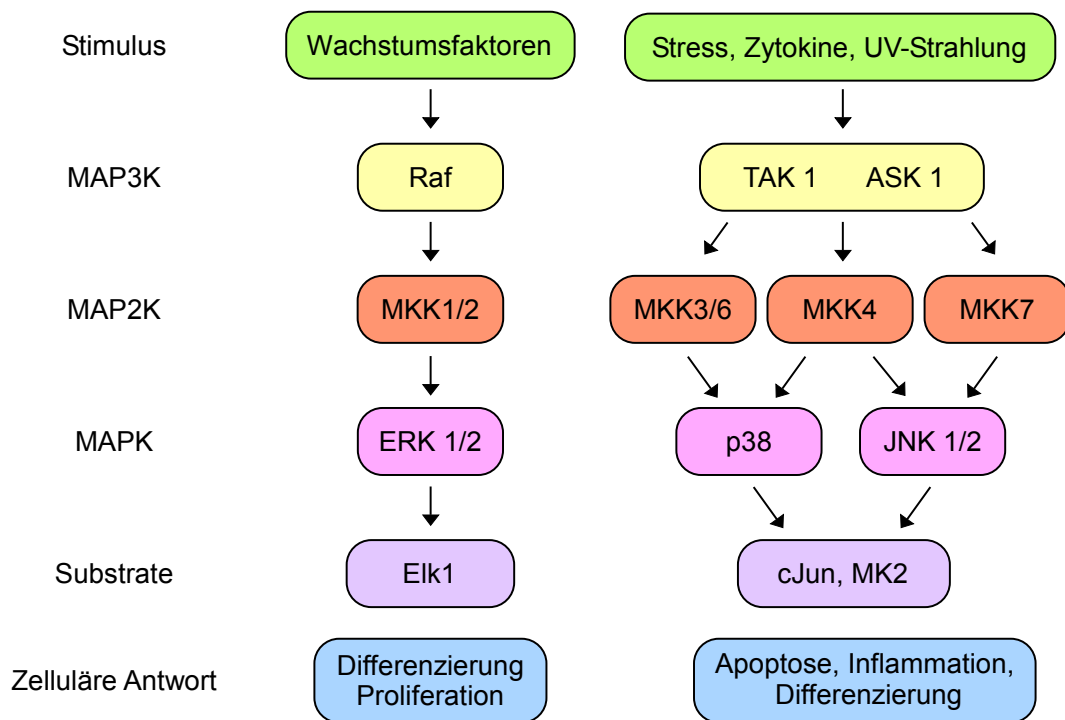 Stimulus
Wachstumsfaktoren
Stress, Zytokine, UV-Strahlung
MAP3K
Raf
TAK 1 ASK 1
MAP2K
MKK1/2
MKK3/6
MKK4
MKK7
MAPK
ERK 1/2
p38
JNK 1/2
Substrate
Elk1
cJun, MK2
Zelluläre Antwort
Differenzierung
Proliferation
Apoptose, Inflammation,
Differenzierung